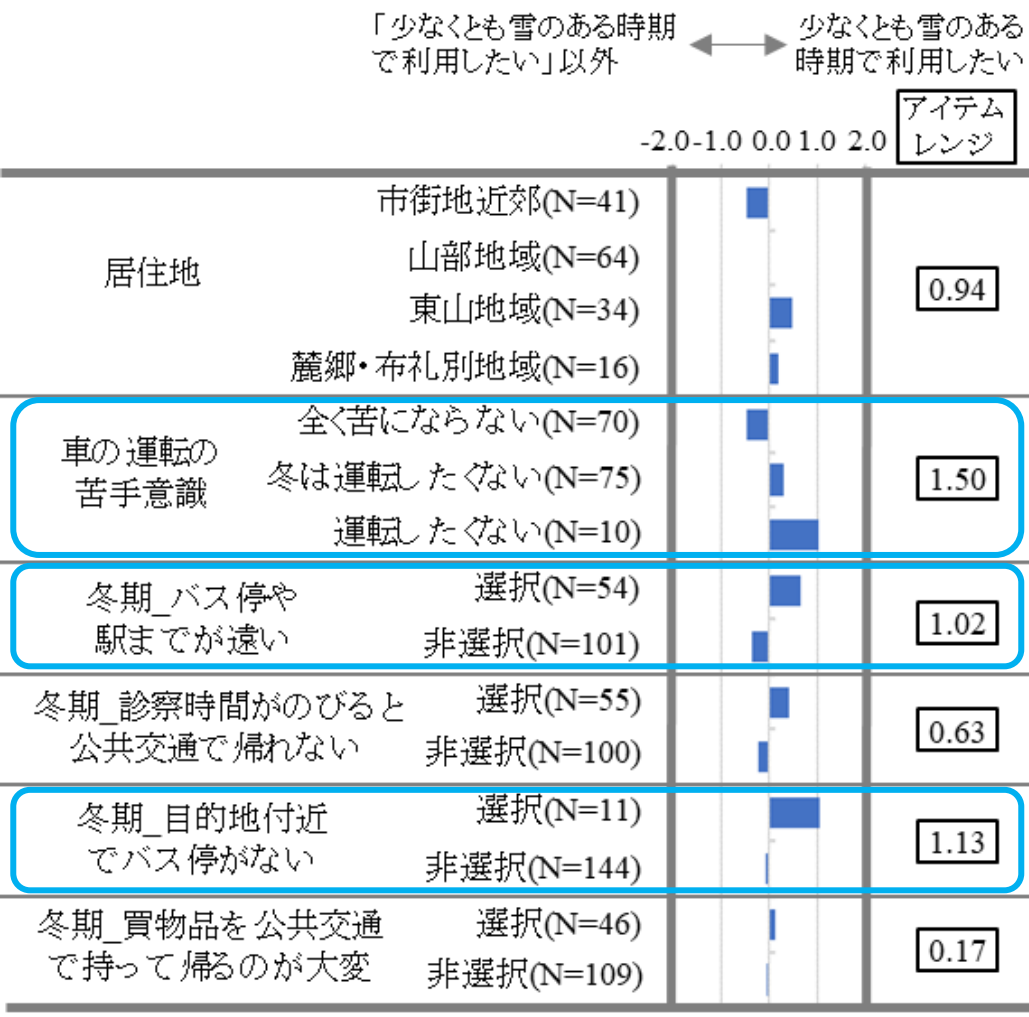 「少なくとも雪のある時期
で利用したい」以外
少なくとも雪のある
時期で利用したい
-2.0 -1.0 0.0 1.0 2.0
アイテム
レンジ
居住地
市街地近郊(N=41)
山部地域(N=64)
東山地域(N=34)
麓郷・布礼別地域(N=16)
0.94
車の運転の
苦手意識
全く苦にならない(N=70)
冬は運転したくない(N=75)
運転したくない(N=10)
1.50
冬期_バス停や
駅までが遠い
選択(N=54)
非選択(N=101)
1.02
冬期_診察時間がのびると
公共交通で帰れない
選択(N=55)
非選択(N=100)
0.63
冬期_目的地付近
でバス停がない
選択(N=11)
非選択(N=144)
1.13
冬期_買物品を公共交通
で持って帰るのが大変
選択(N=46)
非選択(N=109)
0.17